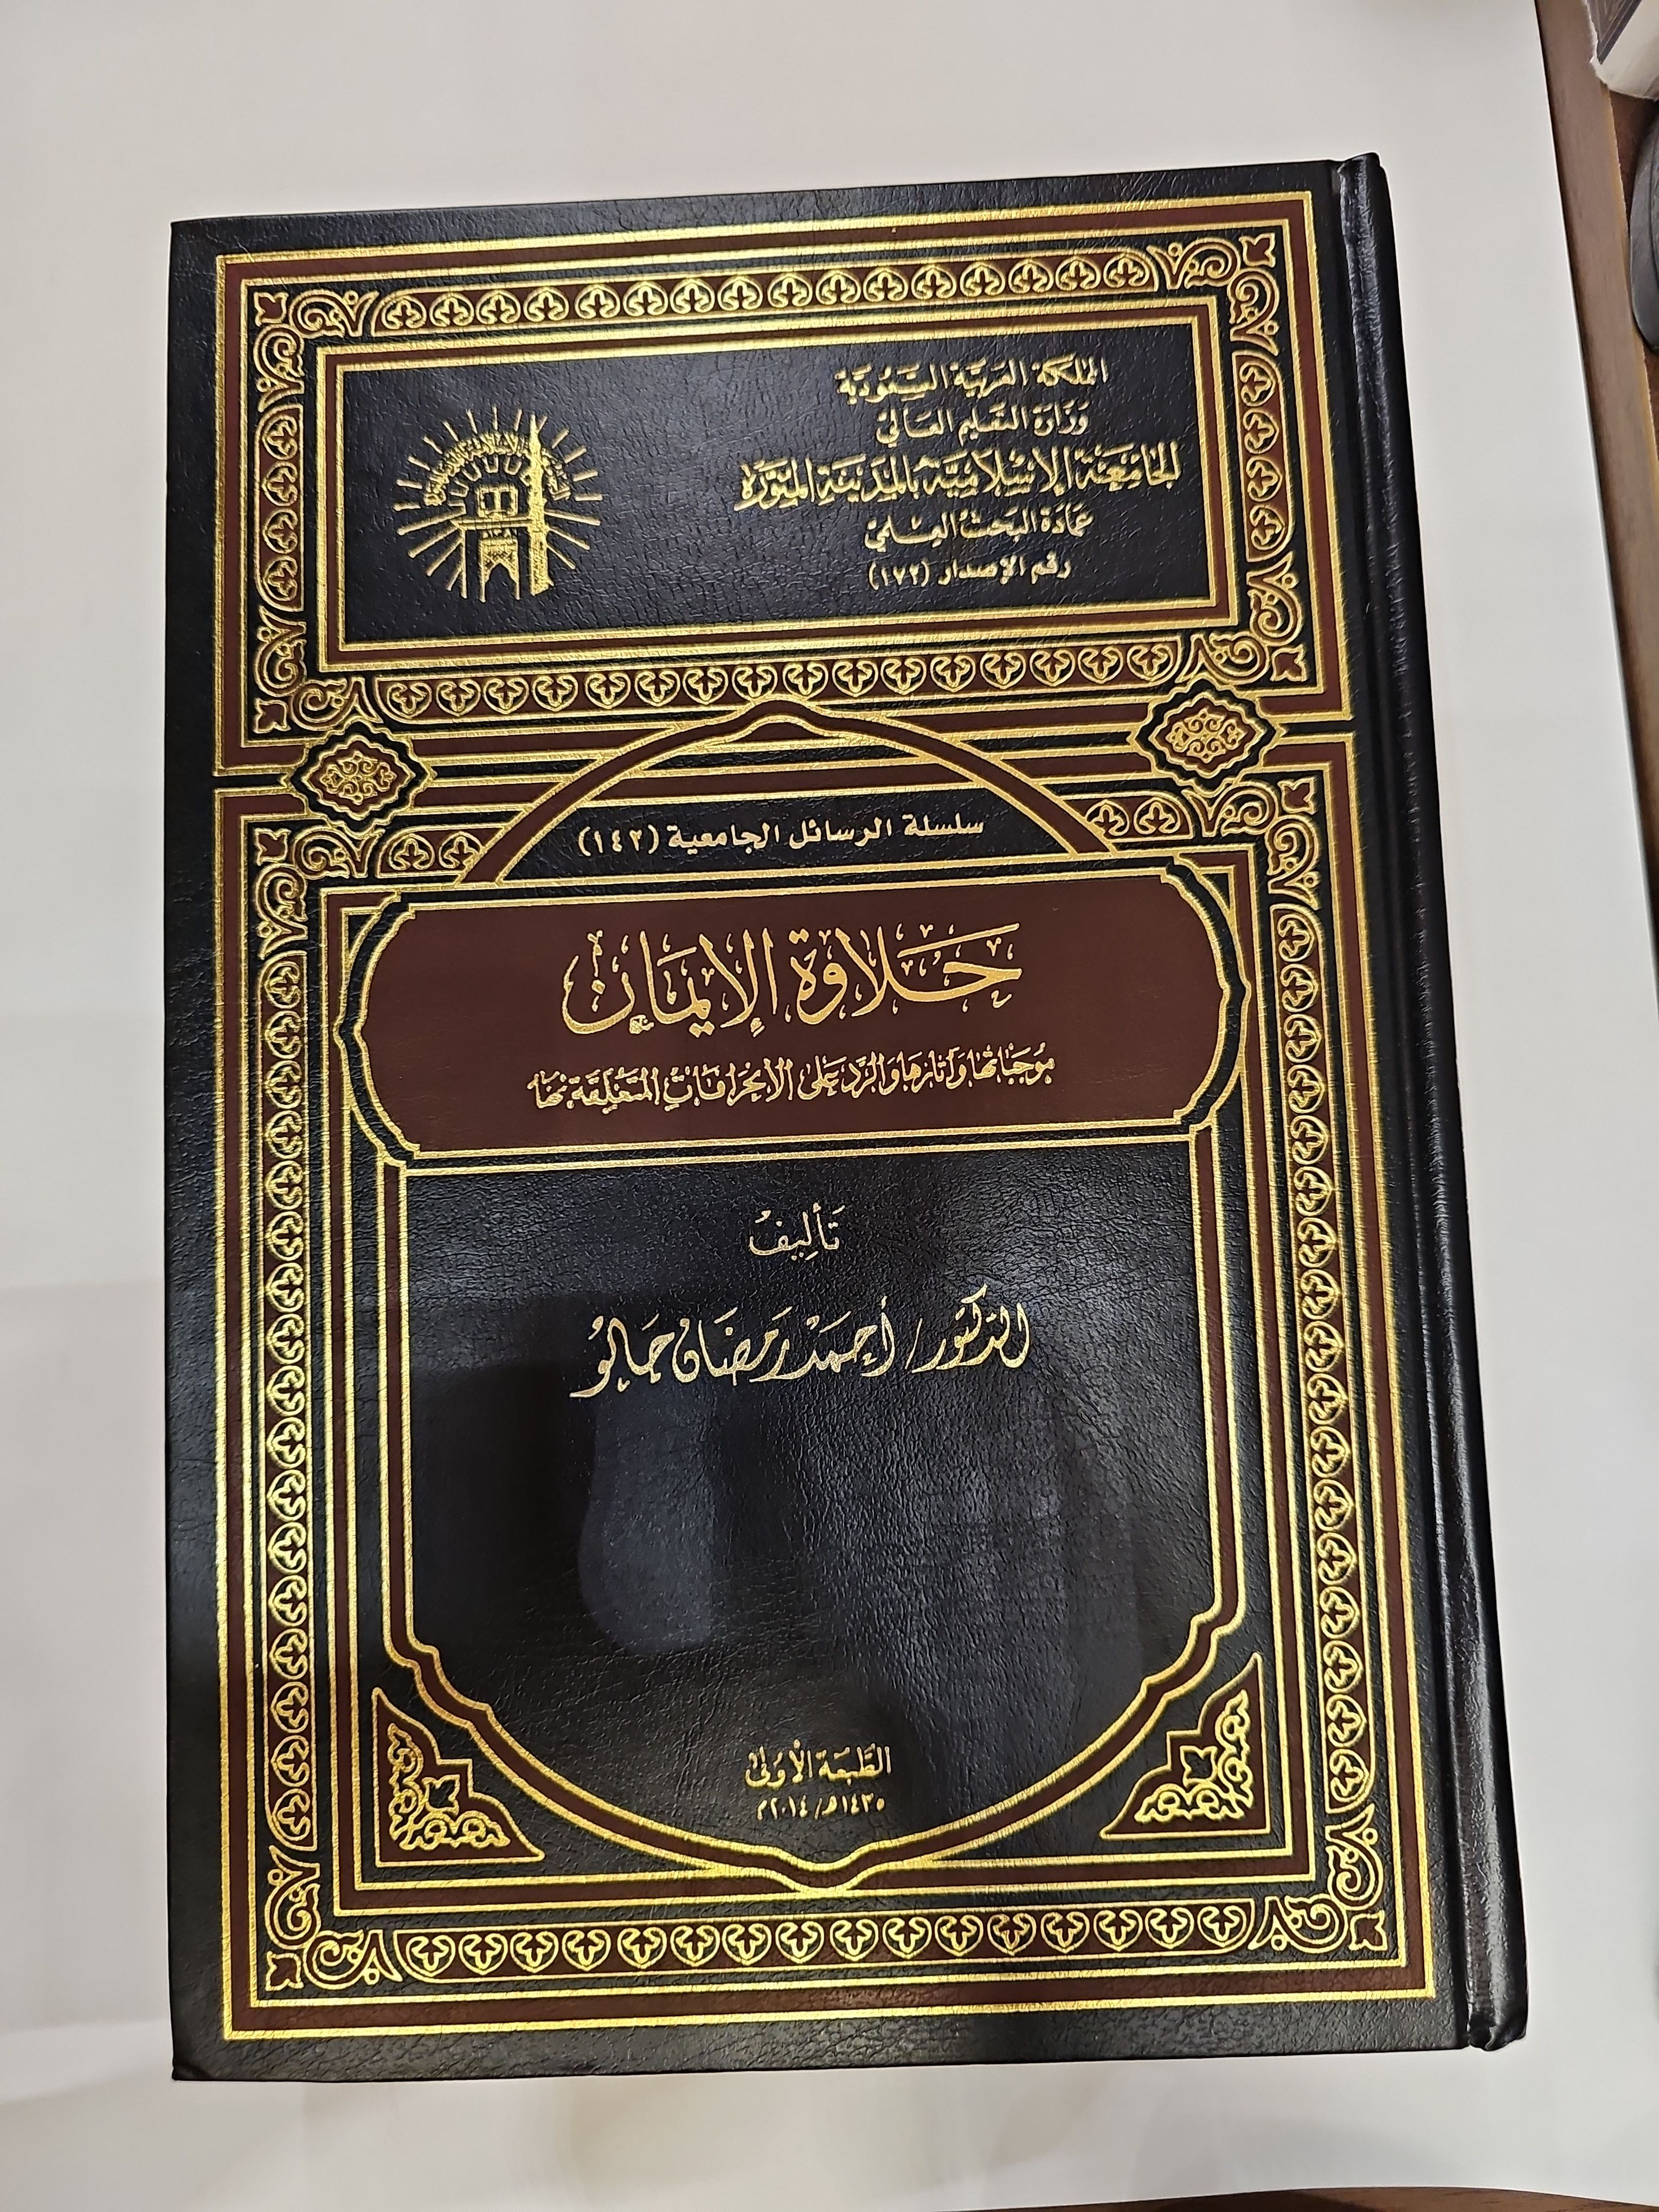 المملكة العربية السعودية
وزارة التعليم العالي
الجامعة الإسلامية بالمدينة المنورة
عمادة البحث العلمي
رقم الإصدار (١٧٢)
سلسلة الرسائل الجامعية (١٤٢)
حلاوة الإيمان
موجباتها وآثارها والرد على الانحرافات المتعلقة بها
تأليف
الدكتور/ أحمد رمضان حالو
الطبعة الأولى
١٤٣٥هـ/٢٠١٤م